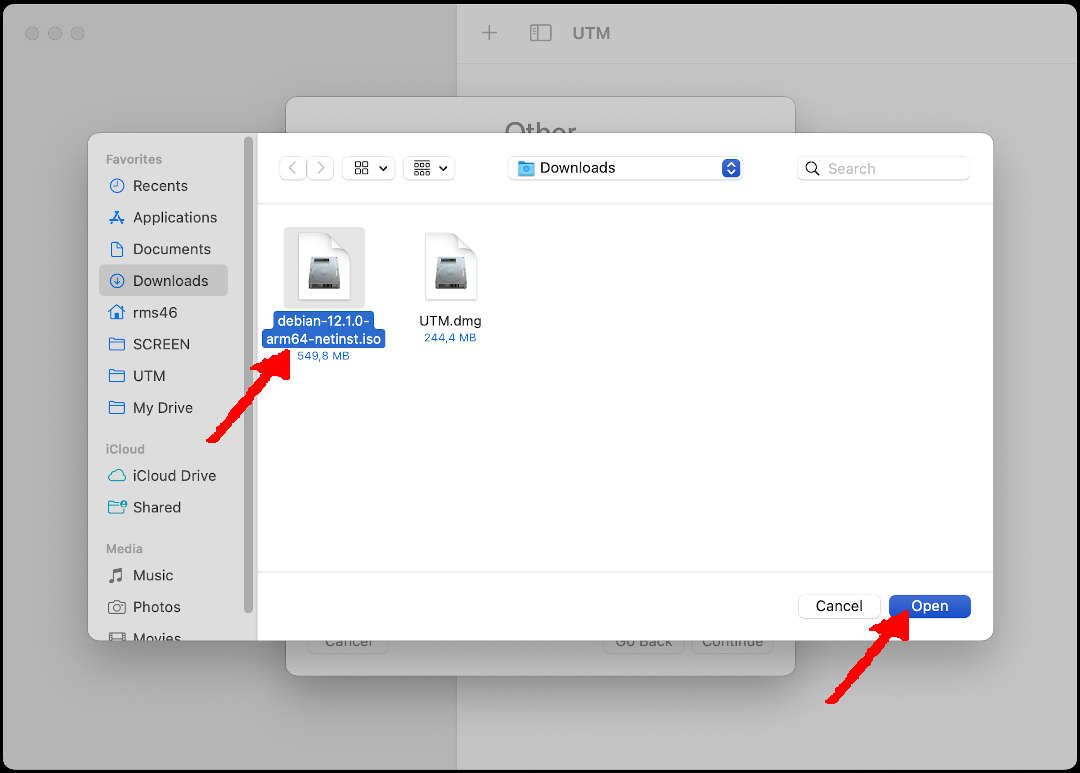 UTM
Other
Favorites
Recents
Applications
Documents
Downloads
rms46
SCREEN
UTM
My Drive
iCloud
iCloud Drive
Shared
Media
Music
Photos
Movies
Downloads
Search
debian-12.1.0-
arm64-netinst.iso
549,8 MB
UTM.dmg
244,4 MB
Cancel
Open
Cancel
Go Back
Continue